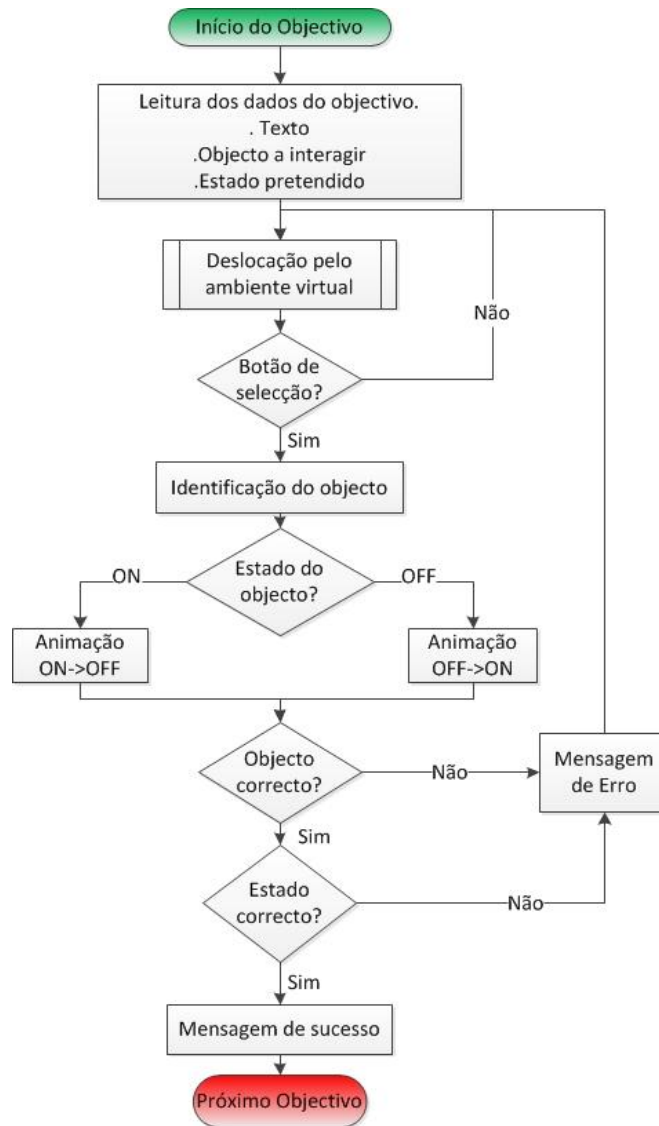 Início do Objectivo
Leitura dos dados do objectivo.
. Texto
.Objecto a interagir
.Estado pretendido
Deslocação pelo
ambiente virtual
Não
Botão de
selecção?
Sim
Identificação do objecto
ON
Estado do
objecto?
OFF
Animação
ON->OFF
Animação
OFF->ON
Objecto
correcto?
Não
Mensagem
de Erro
Sim
Estado
correcto?
Não
Sim
Mensagem de sucesso
Próximo Objectivo